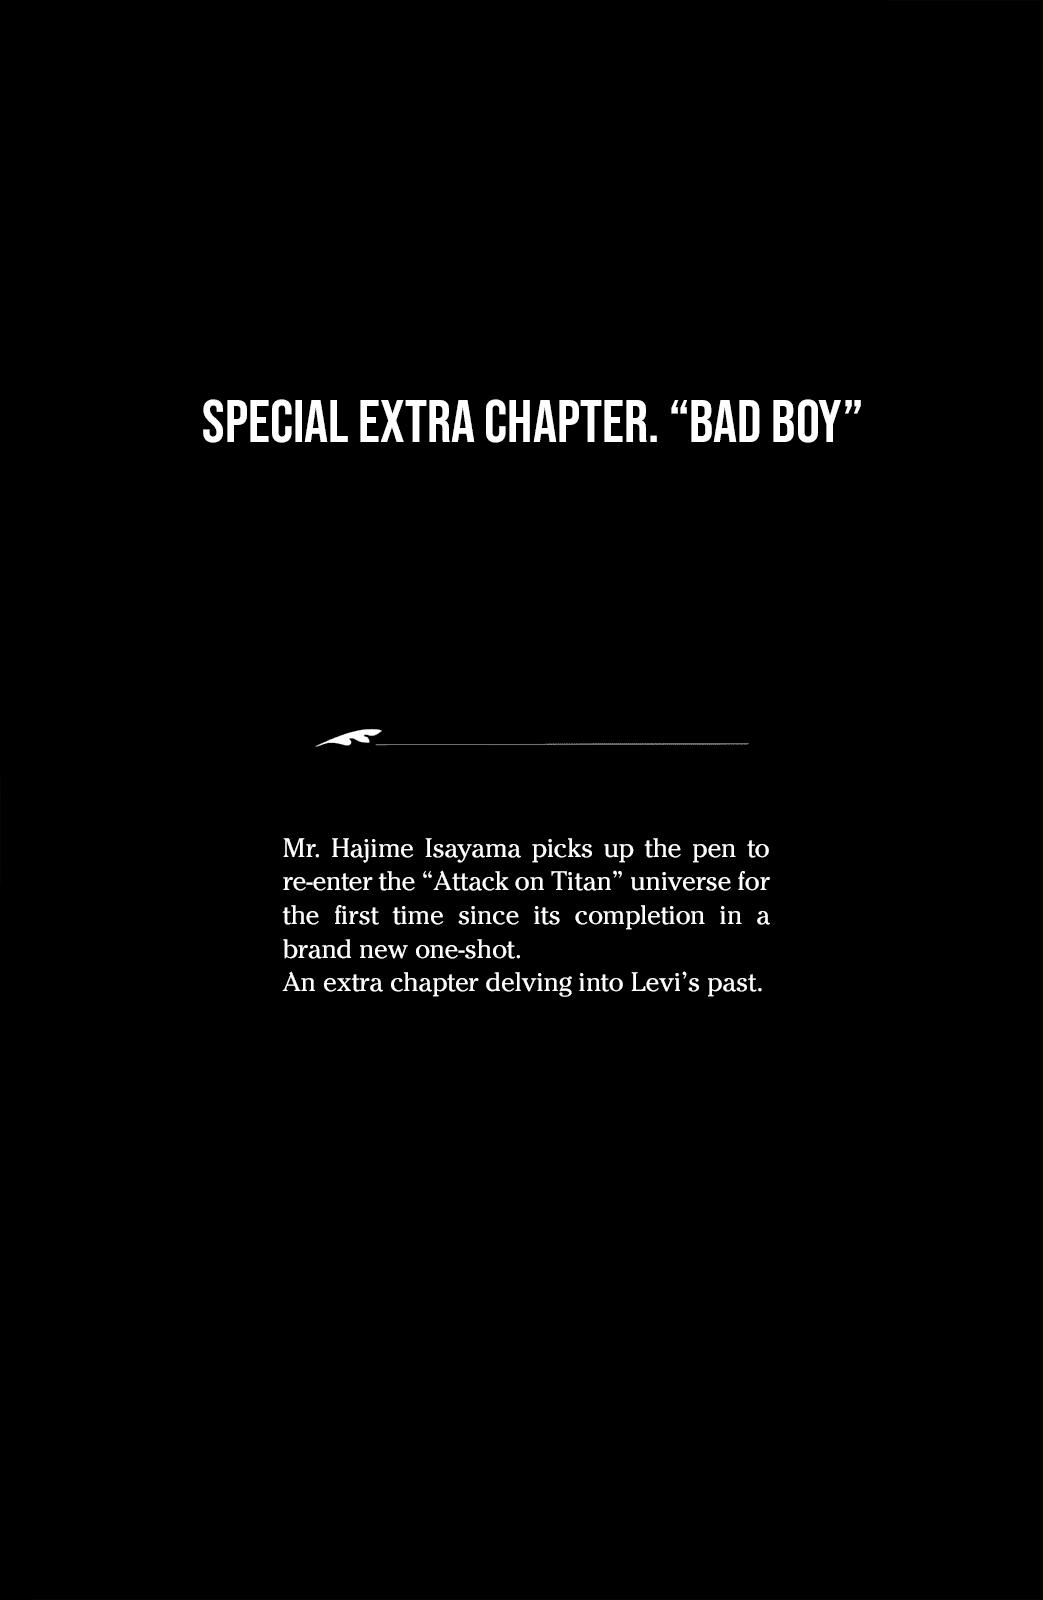 SPECIAL EXTRA CHAPTER. “BAD BOY”
Mr. Hajime Isayama picks up the pen to
re-enter the “Attack on Titan” universe for
the first time since its completion in a
brand new one-shot.
An extra chapter delving into Levi’s past.